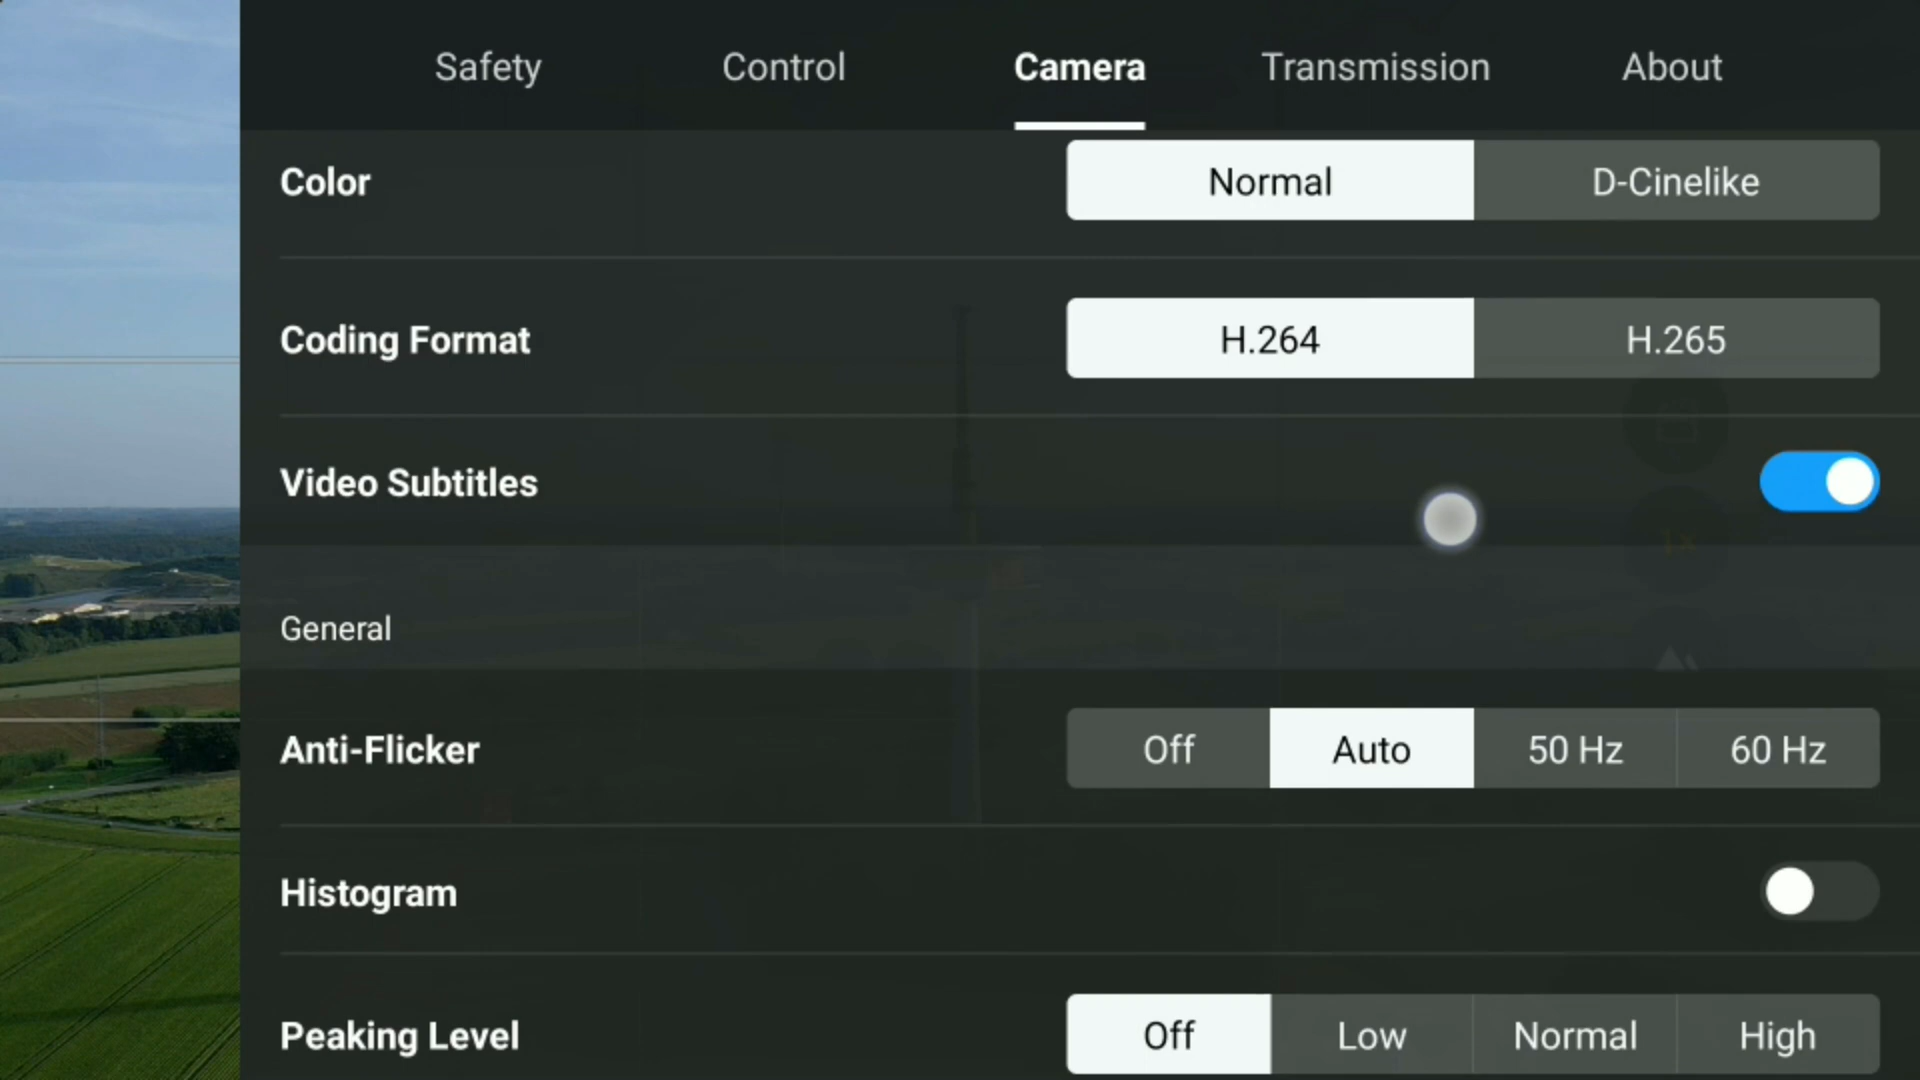 Safety Control Camera Transmission About
Color Normal D-Cinelike
Coding Format H.264 H.265
Video Subtitles
General
Anti-Flicker Off Auto 50 Hz 60 Hz
Histogram
Peaking Level Off Low Normal High